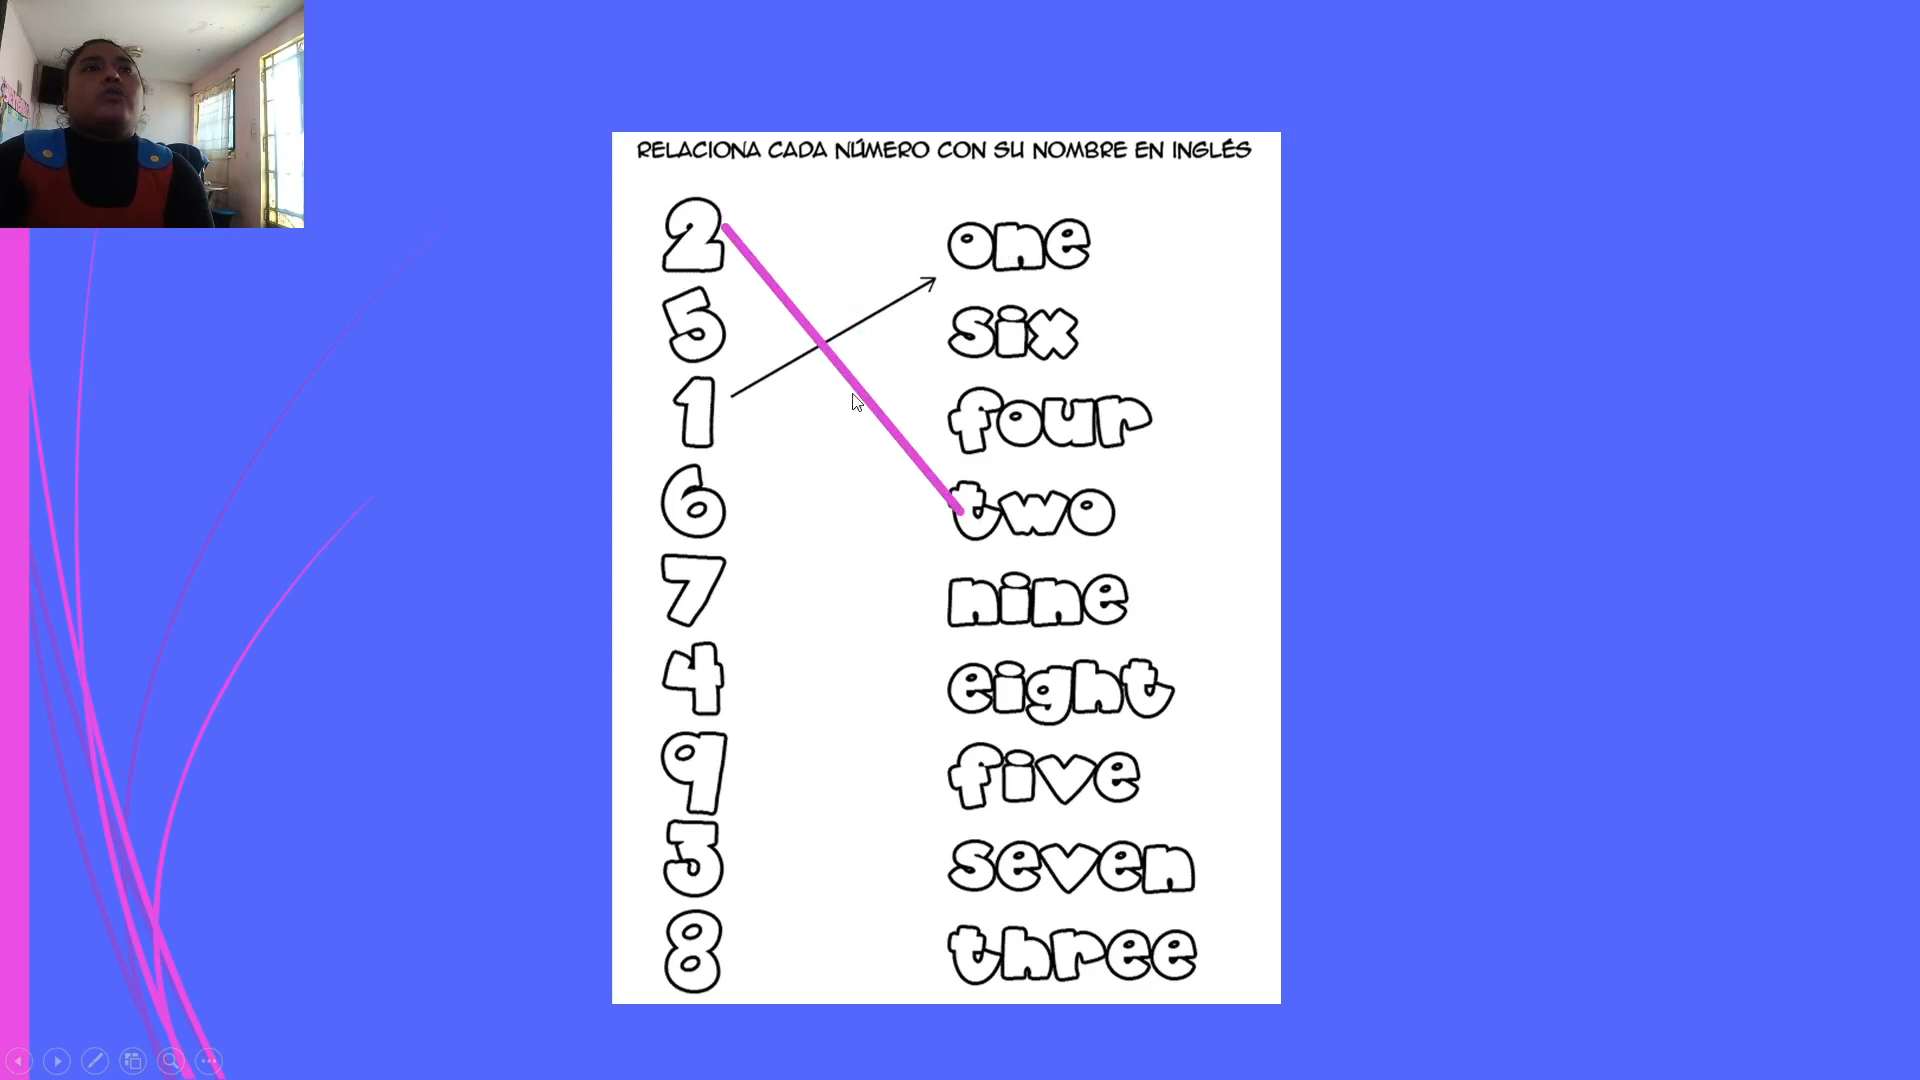 RELACIONA CADA NÚMERO CON SU NOMBRE EN INGLÉS
2 one
5 six
1 four
6 two
7 nine
4 eight
9 five
3 seven
8 three